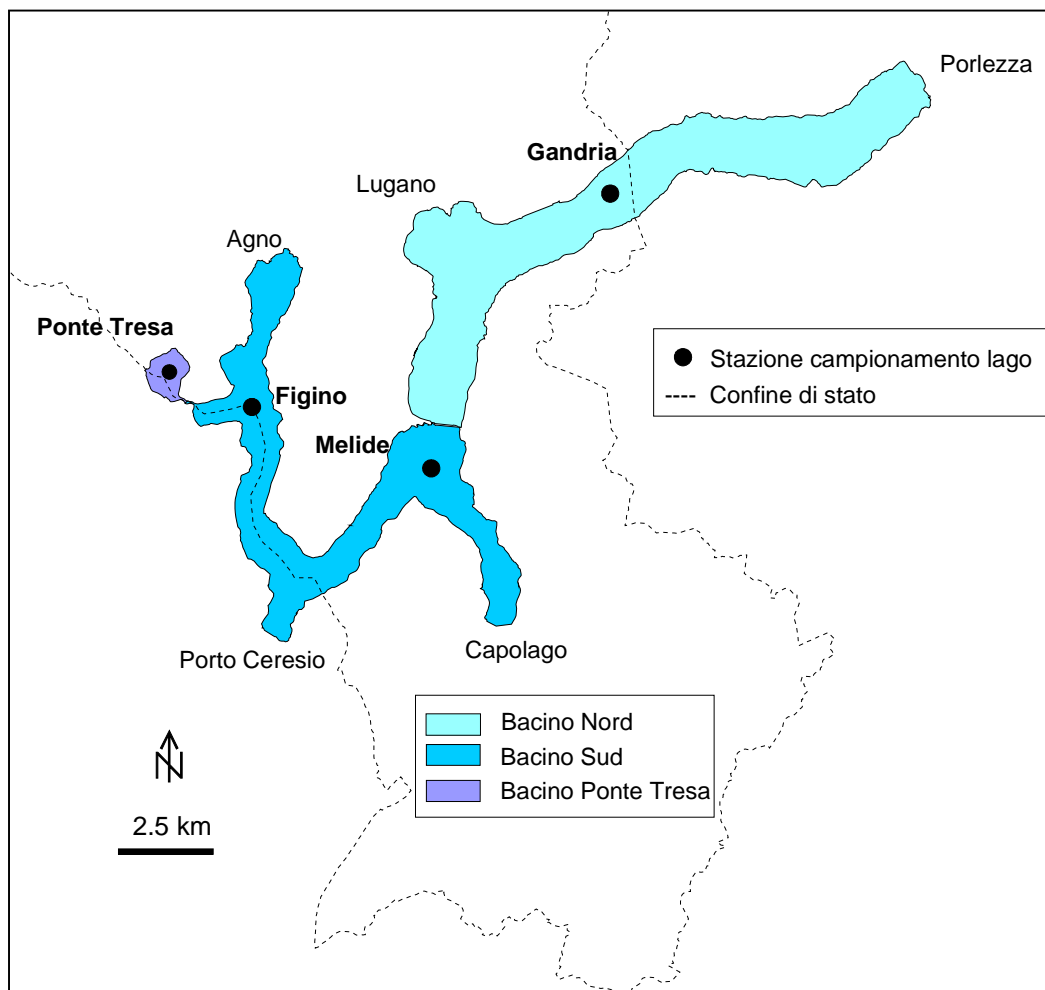 Porlezza
Gandria
Lugano
Agno
Ponte Tresa
Stazione campionamento lago
Confine di stato
Figino
Melide
Porto Ceresio
Capolago
Bacino Nord
Bacino Sud
Bacino Ponte Tresa
N
2.5 km